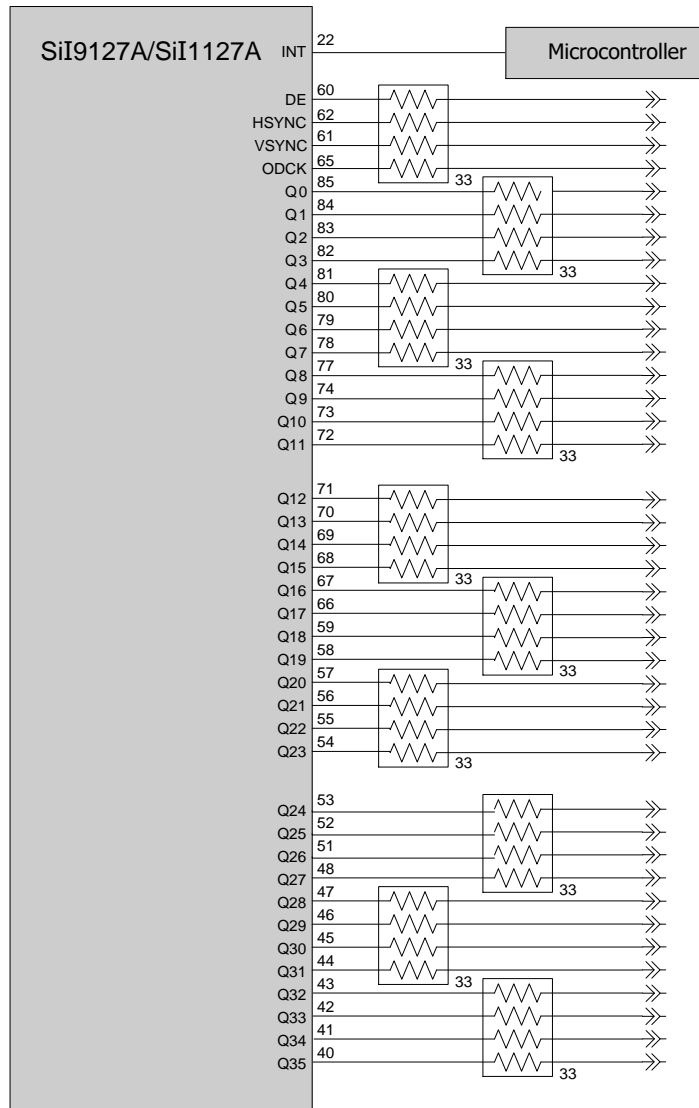 SiI9127A/SiI1127A INT 22 Microcontroller
DE 60
HSYNC 62
VSYNC 61
ODCK 65
33
Q0 85
Q1 84
Q2 83
Q3 82
33
Q4 81
Q5 80
Q6 79
Q7 78
33
Q8 77
Q9 74
Q10 73
Q11 72
33
Q12 71
Q13 70
Q14 69
Q15 68
33
Q16 67
Q17 66
Q18 59
Q19 58
33
Q20 57
Q21 56
Q22 55
Q23 54
33
Q24 53
Q25 52
Q26 51
Q27 48
33
Q28 47
Q29 46
Q30 45
Q31 44
33
Q32 43
Q33 42
Q34 41
Q35 40
33